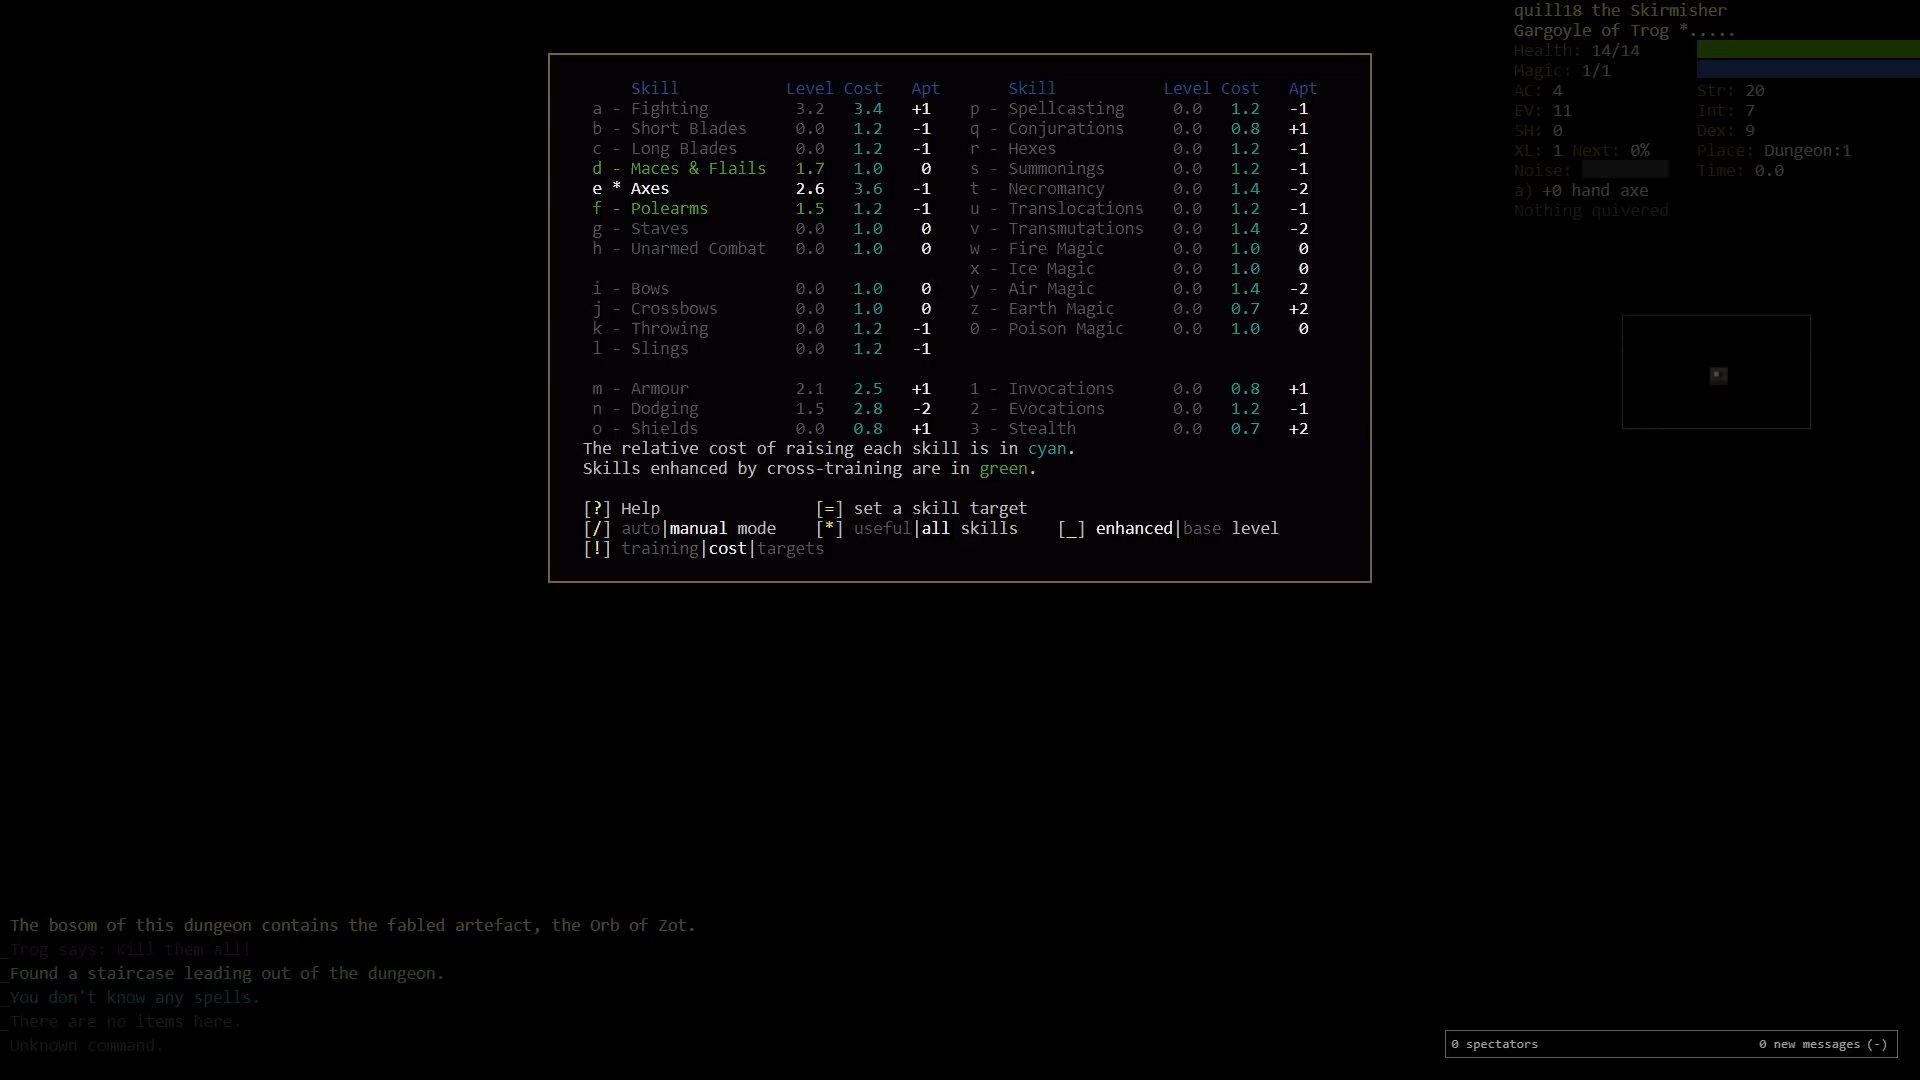 quill18 the Skirmisher
Gargoyle of Trog *.....
Health: 14/14
Magic: 1/1
AC: 4 Str: 20
EV: 11 Int: 7
SH: 0 Dex: 9
XL: 1 Next: 0% Place: Dungeon:1
Noise: Time: 0.0
a) +0 hand axe
Nothing quivered
Skill Level Cost Apt Skill Level Cost Apt
a - Fighting 3.2 3.4 +1 p - Spellcasting 0.0 1.2 -1
b - Short Blades 0.0 1.2 -1 q - Conjurations 0.0 0.8 +1
c - Long Blades 0.0 1.2 -1 r - Hexes 0.0 1.2 -1
d - Maces & Flails 1.7 1.0 0 s - Summonings 0.0 1.2 -1
e * Axes 2.6 3.6 -1 t - Necromancy 0.0 1.4 -2
f - Polearms 1.5 1.2 -1 u - Translocations 0.0 1.2 -1
g - Staves 0.0 1.0 0 v - Transmutations 0.0 1.4 -2
h - Unarmed Combat 0.0 1.0 0 w - Fire Magic 0.0 1.0 0
x - Ice Magic 0.0 1.0 0
i - Bows 0.0 1.0 0 y - Air Magic 0.0 1.4 -2
j - Crossbows 0.0 1.0 0 z - Earth Magic 0.0 0.7 +2
k - Throwing 0.0 1.2 -1 0 - Poison Magic 0.0 1.0 0
l - Slings 0.0 1.2 -1
m - Armour 2.1 2.5 +1 1 - Invocations 0.0 0.8 +1
n - Dodging 1.5 2.8 -2 2 - Evocations 0.0 1.2 -1
o - Shields 0.0 0.8 +1 3 - Stealth 0.0 0.7 +2
The relative cost of raising each skill is in cyan.
Skills enhanced by cross-training are in green.
[?] Help [=] set a skill target
[/] auto|manual mode [*] useful|all skills [_] enhanced|base level
[!] training|cost|targets
The bosom of this dungeon contains the fabled artefact, the Orb of Zot.
_Trog says: Kill them all!
_Found a staircase leading out of the dungeon.
_You don't know any spells.
_There are no items here.
Unknown command.
0 spectators 0 new messages (-)